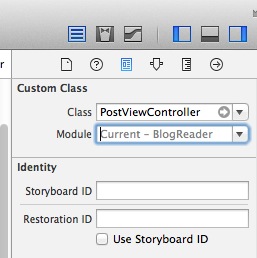 Custom Class
Class PostViewController
Module Current – BlogReader
Identity
Storyboard ID
Restoration ID
Use Storyboard ID